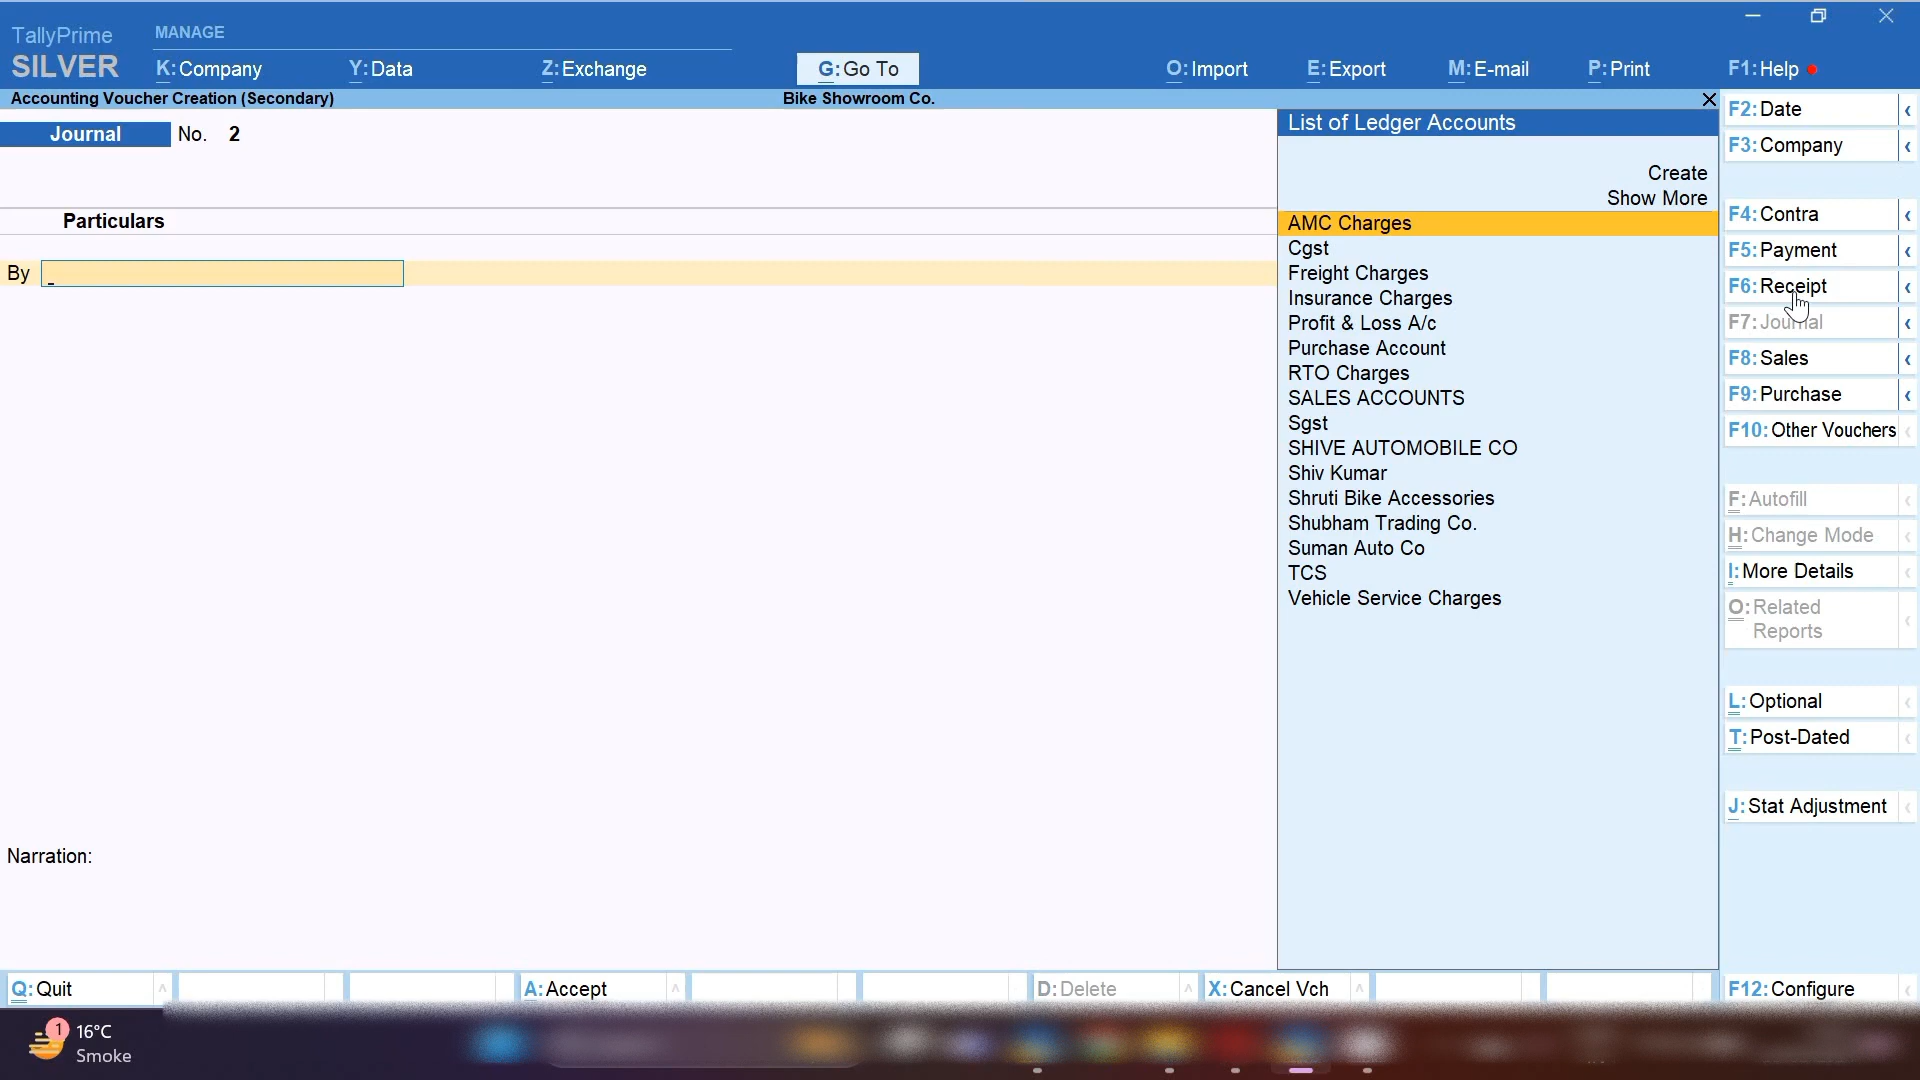 TallyPrime
SILVER
MANAGE
K: Company
Y: Data
Z: Exchange
G: Go To
O: Import
E: Export
M: E-mail
P: Print
F1: Help
Accounting Voucher Creation (Secondary)
Bike Showroom Co.
Journal No. 2
Particulars
By
Narration:
List of Ledger Accounts
Create
Show More
AMC Charges
Cgst
Freight Charges
Insurance Charges
Profit & Loss A/c
Purchase Account
RTO Charges
SALES ACCOUNTS
Sgst
SHIVE AUTOMOBILE CO
Shiv Kumar
Shruti Bike Accessories
Shubham Trading Co.
Suman Auto Co
TCS
Vehicle Service Charges
F2: Date
F3: Company
F4: Contra
F5: Payment
F6: Receipt
F7: Journal
F8: Sales
F9: Purchase
F10: Other Vouchers
F: Autofill
H: Change Mode
I: More Details
O: Related
Reports
L: Optional
T: Post-Dated
J: Stat Adjustment
Q: Quit
A: Accept
D: Delete
X: Cancel Vch
F12: Configure
1
16°C
Smoke